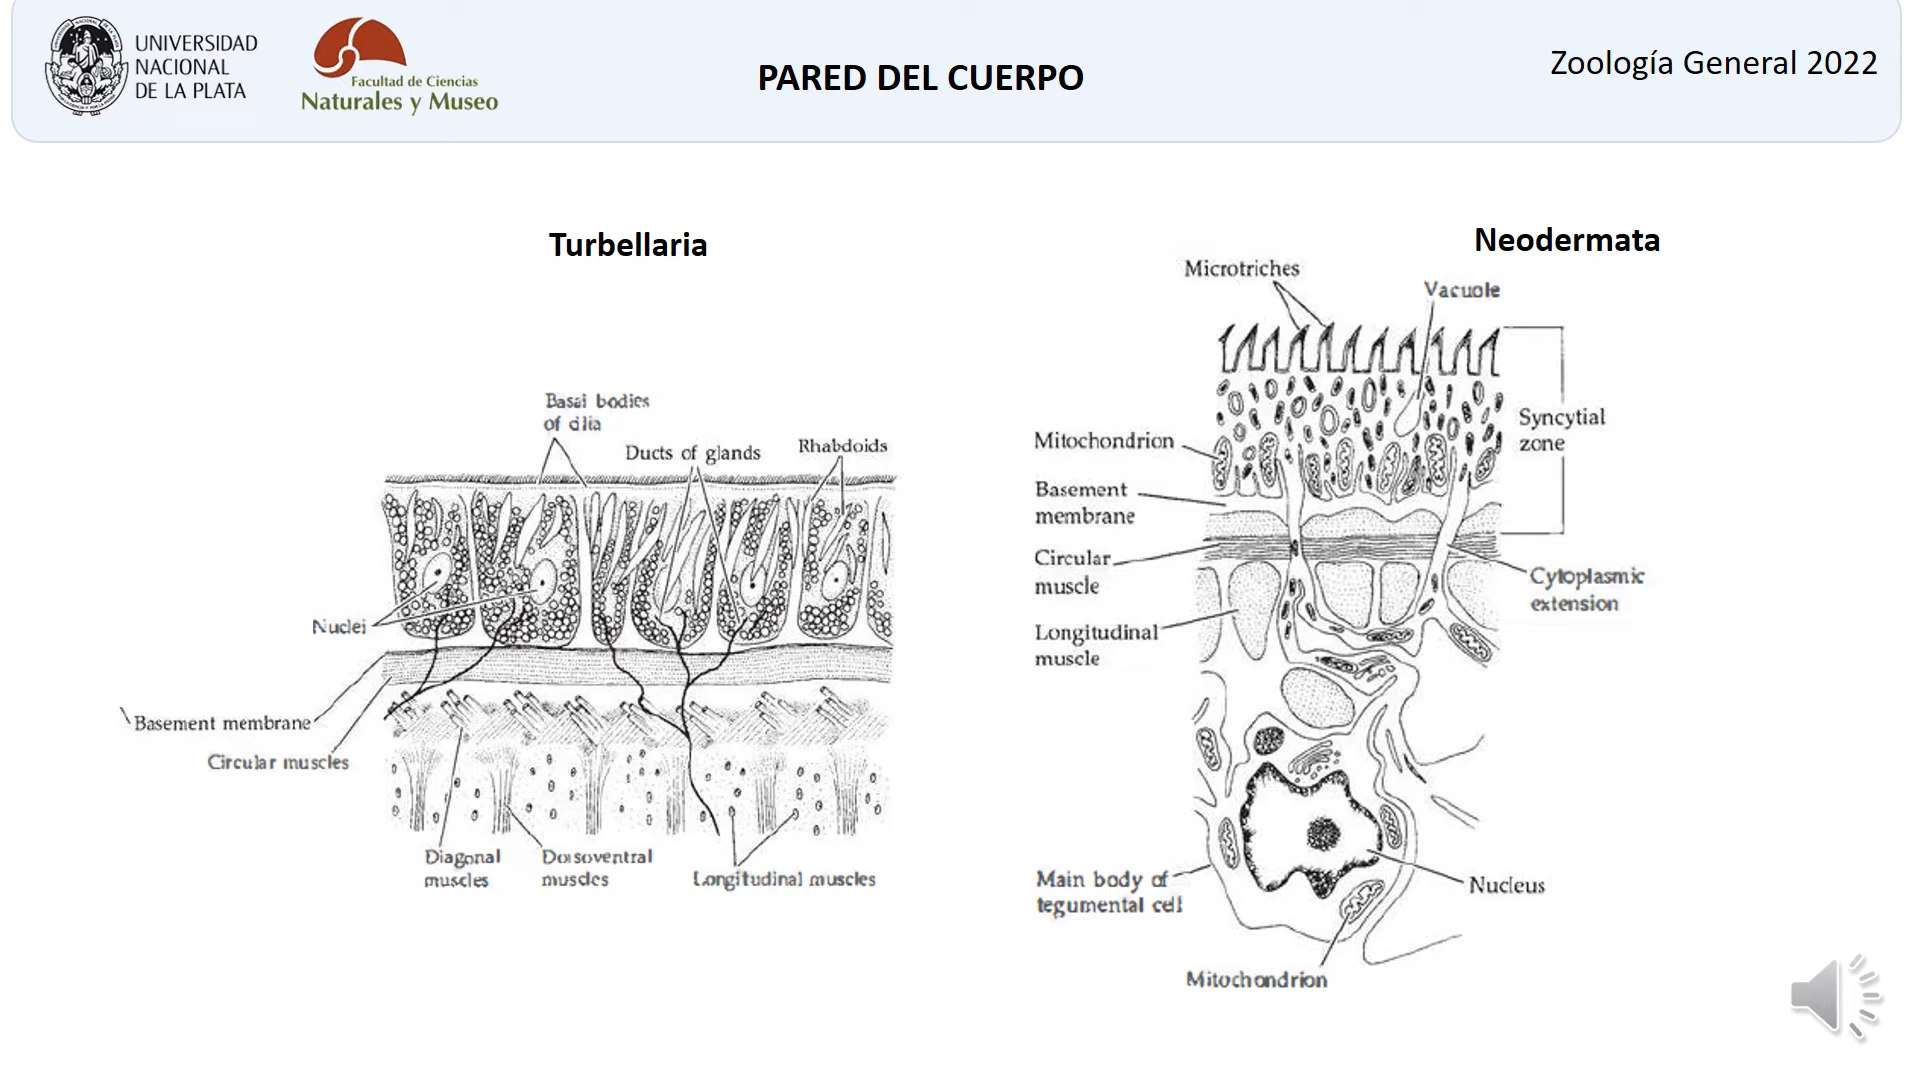 UNIVERSIDAD
NACIONAL
DE LA PLATA
Facultad de Ciencias
Naturales y Museo
PARED DEL CUERPO
Zoología General 2022
Turbellaria
Basal bodies
of cilia
Ducts of glands
Rhabdoids
Nuclei
Basement membrane
Circular muscles
Diagonal
muscles
Dorsoventral
muscles
Longitudinal muscles
Neodermata
Microtriches
Vacuole
Syncytial
zone
Mitochondrion
Basement
membrane
Circular
muscle
Longitudinal
muscle
Cytoplasmic
extension
Main body of
tegumental cell
Nucleus
Mitochondrion